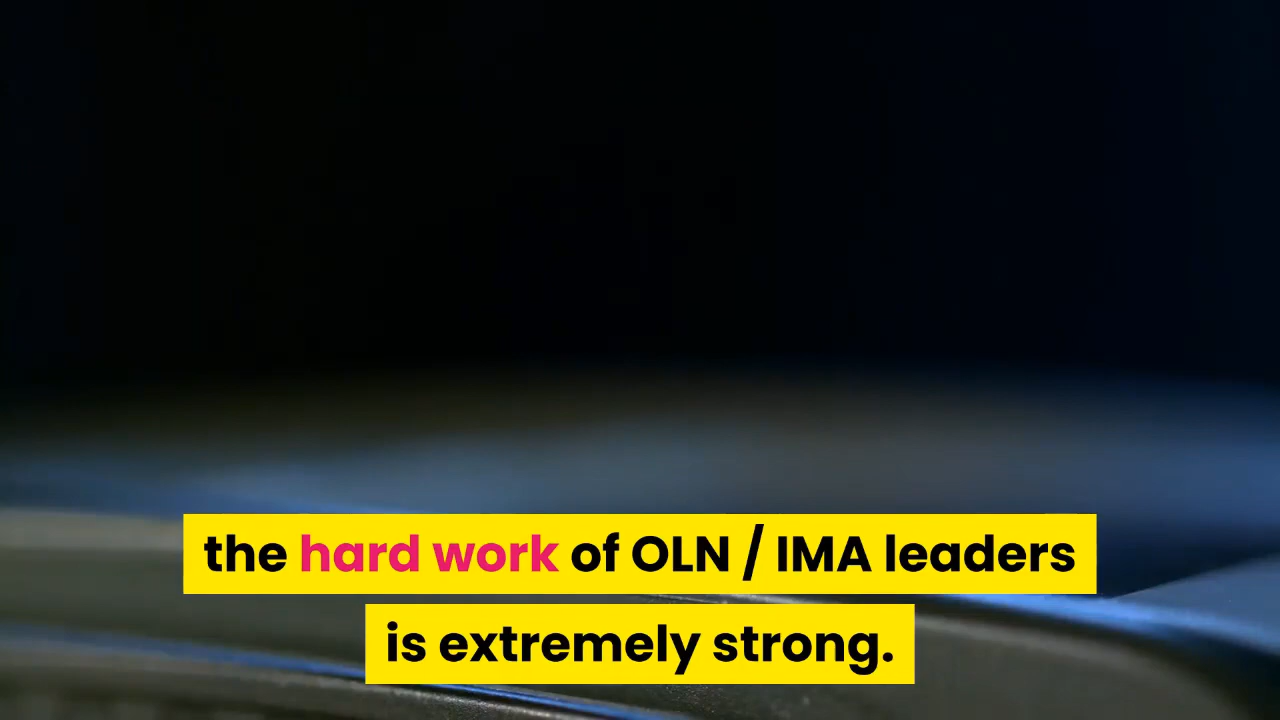 the hard work of OLN / IMA leaders
is extremely strong.